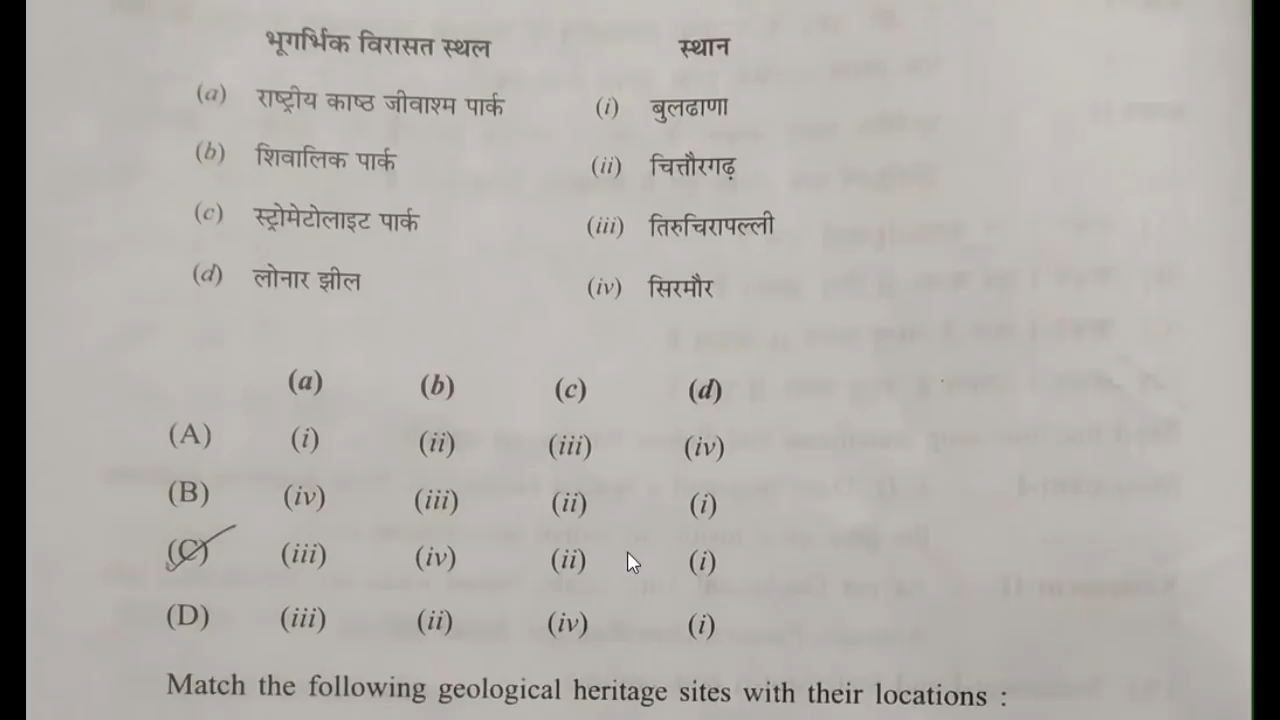 भूगर्भिक विरासत स्थल स्थान
(a) राष्ट्रीय काष्ठ जीवाश्म पार्क (i) बुलढाणा
(b) शिवालिक पार्क (ii) चित्तौरगढ़
(c) स्ट्रोमेटोलाइट पार्क (iii) तिरुचिरापल्ली
(d) लोनार झील (iv) सिरमौर
(a) (b) (c) (d)
(A) (i) (ii) (iii) (iv)
(B) (iv) (iii) (ii) (i)
(C) (iii) (iv) (ii) (i)
(D) (iii) (ii) (iv) (i)
Match the following geological heritage sites with their locations :